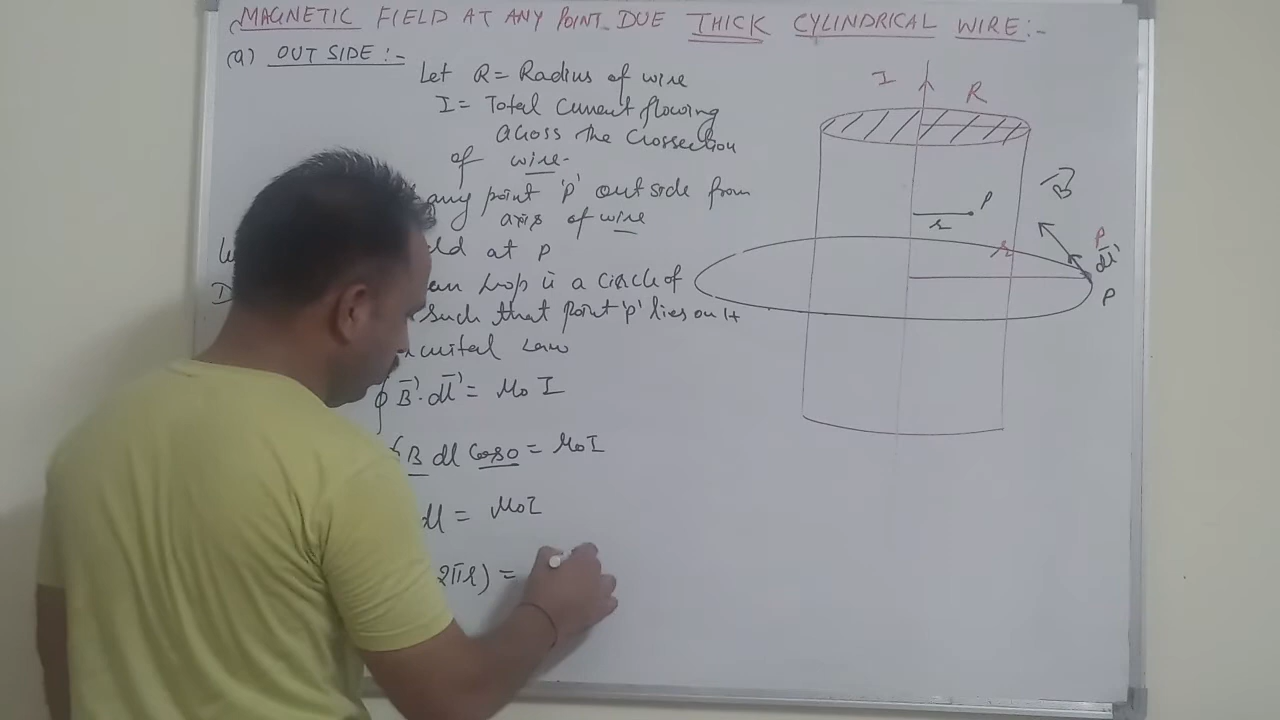 MAGNETIC FIELD AT ANY POINT DUE THICK CYLINDRICAL WIRE:-
(a) OUT SIDE :-
Let R = Radius of wire
I = Total Current flowing
across the Crossection
of wire-
any point 'P' outside from
axis of wire
at P
loop is a circle of
such that point 'p' lies on it
Law
∮ B⃗·dl⃗ = μ₀ I
∮ B dl cos0 = μ₀I
dl = μ₀I
2πr) =
I
R
P
r
B⃗
r
P
dl⃗
P